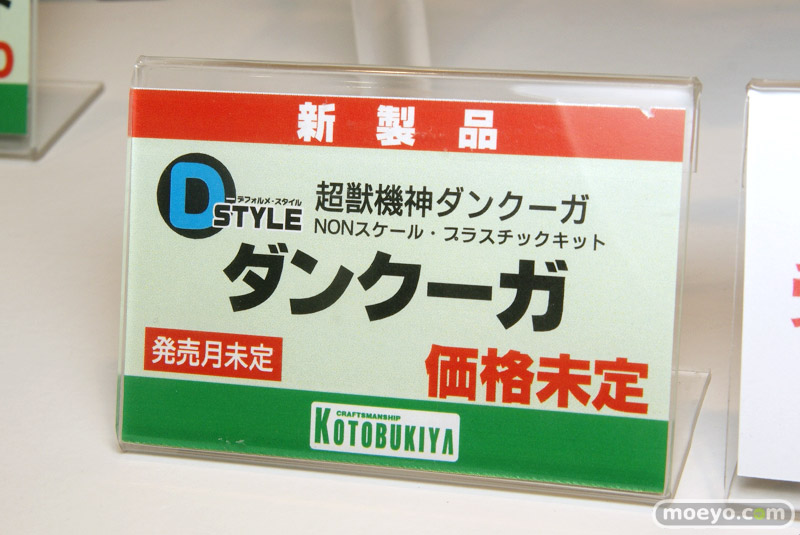 新製品
デフォルメ・スタイル
D STYLE
超獣機神ダンクーガ
NONスケール・プラスチックキット
ダンクーガ
発売月未定
価格未定
CRAFTSMANSHIP
KOTOBUKIYA
moeyo.com